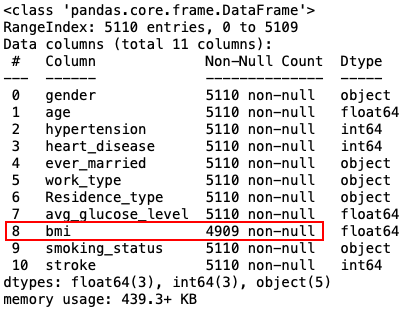 <class 'pandas.core.frame.DataFrame'>
RangeIndex: 5110 entries, 0 to 5109
Data columns (total 11 columns):
 #   Column             Non-Null Count  Dtype
---  ------             --------------  -----
 0   gender             5110 non-null   object
 1   age                5110 non-null   float64
 2   hypertension       5110 non-null   int64
 3   heart_disease      5110 non-null   int64
 4   ever_married       5110 non-null   object
 5   work_type          5110 non-null   object
 6   Residence_type     5110 non-null   object
 7   avg_glucose_level  5110 non-null   float64
 8   bmi                4909 non-null   float64
 9   smoking_status     5110 non-null   object
 10  stroke             5110 non-null   int64
dtypes: float64(3), int64(3), object(5)
memory usage: 439.3+ KB